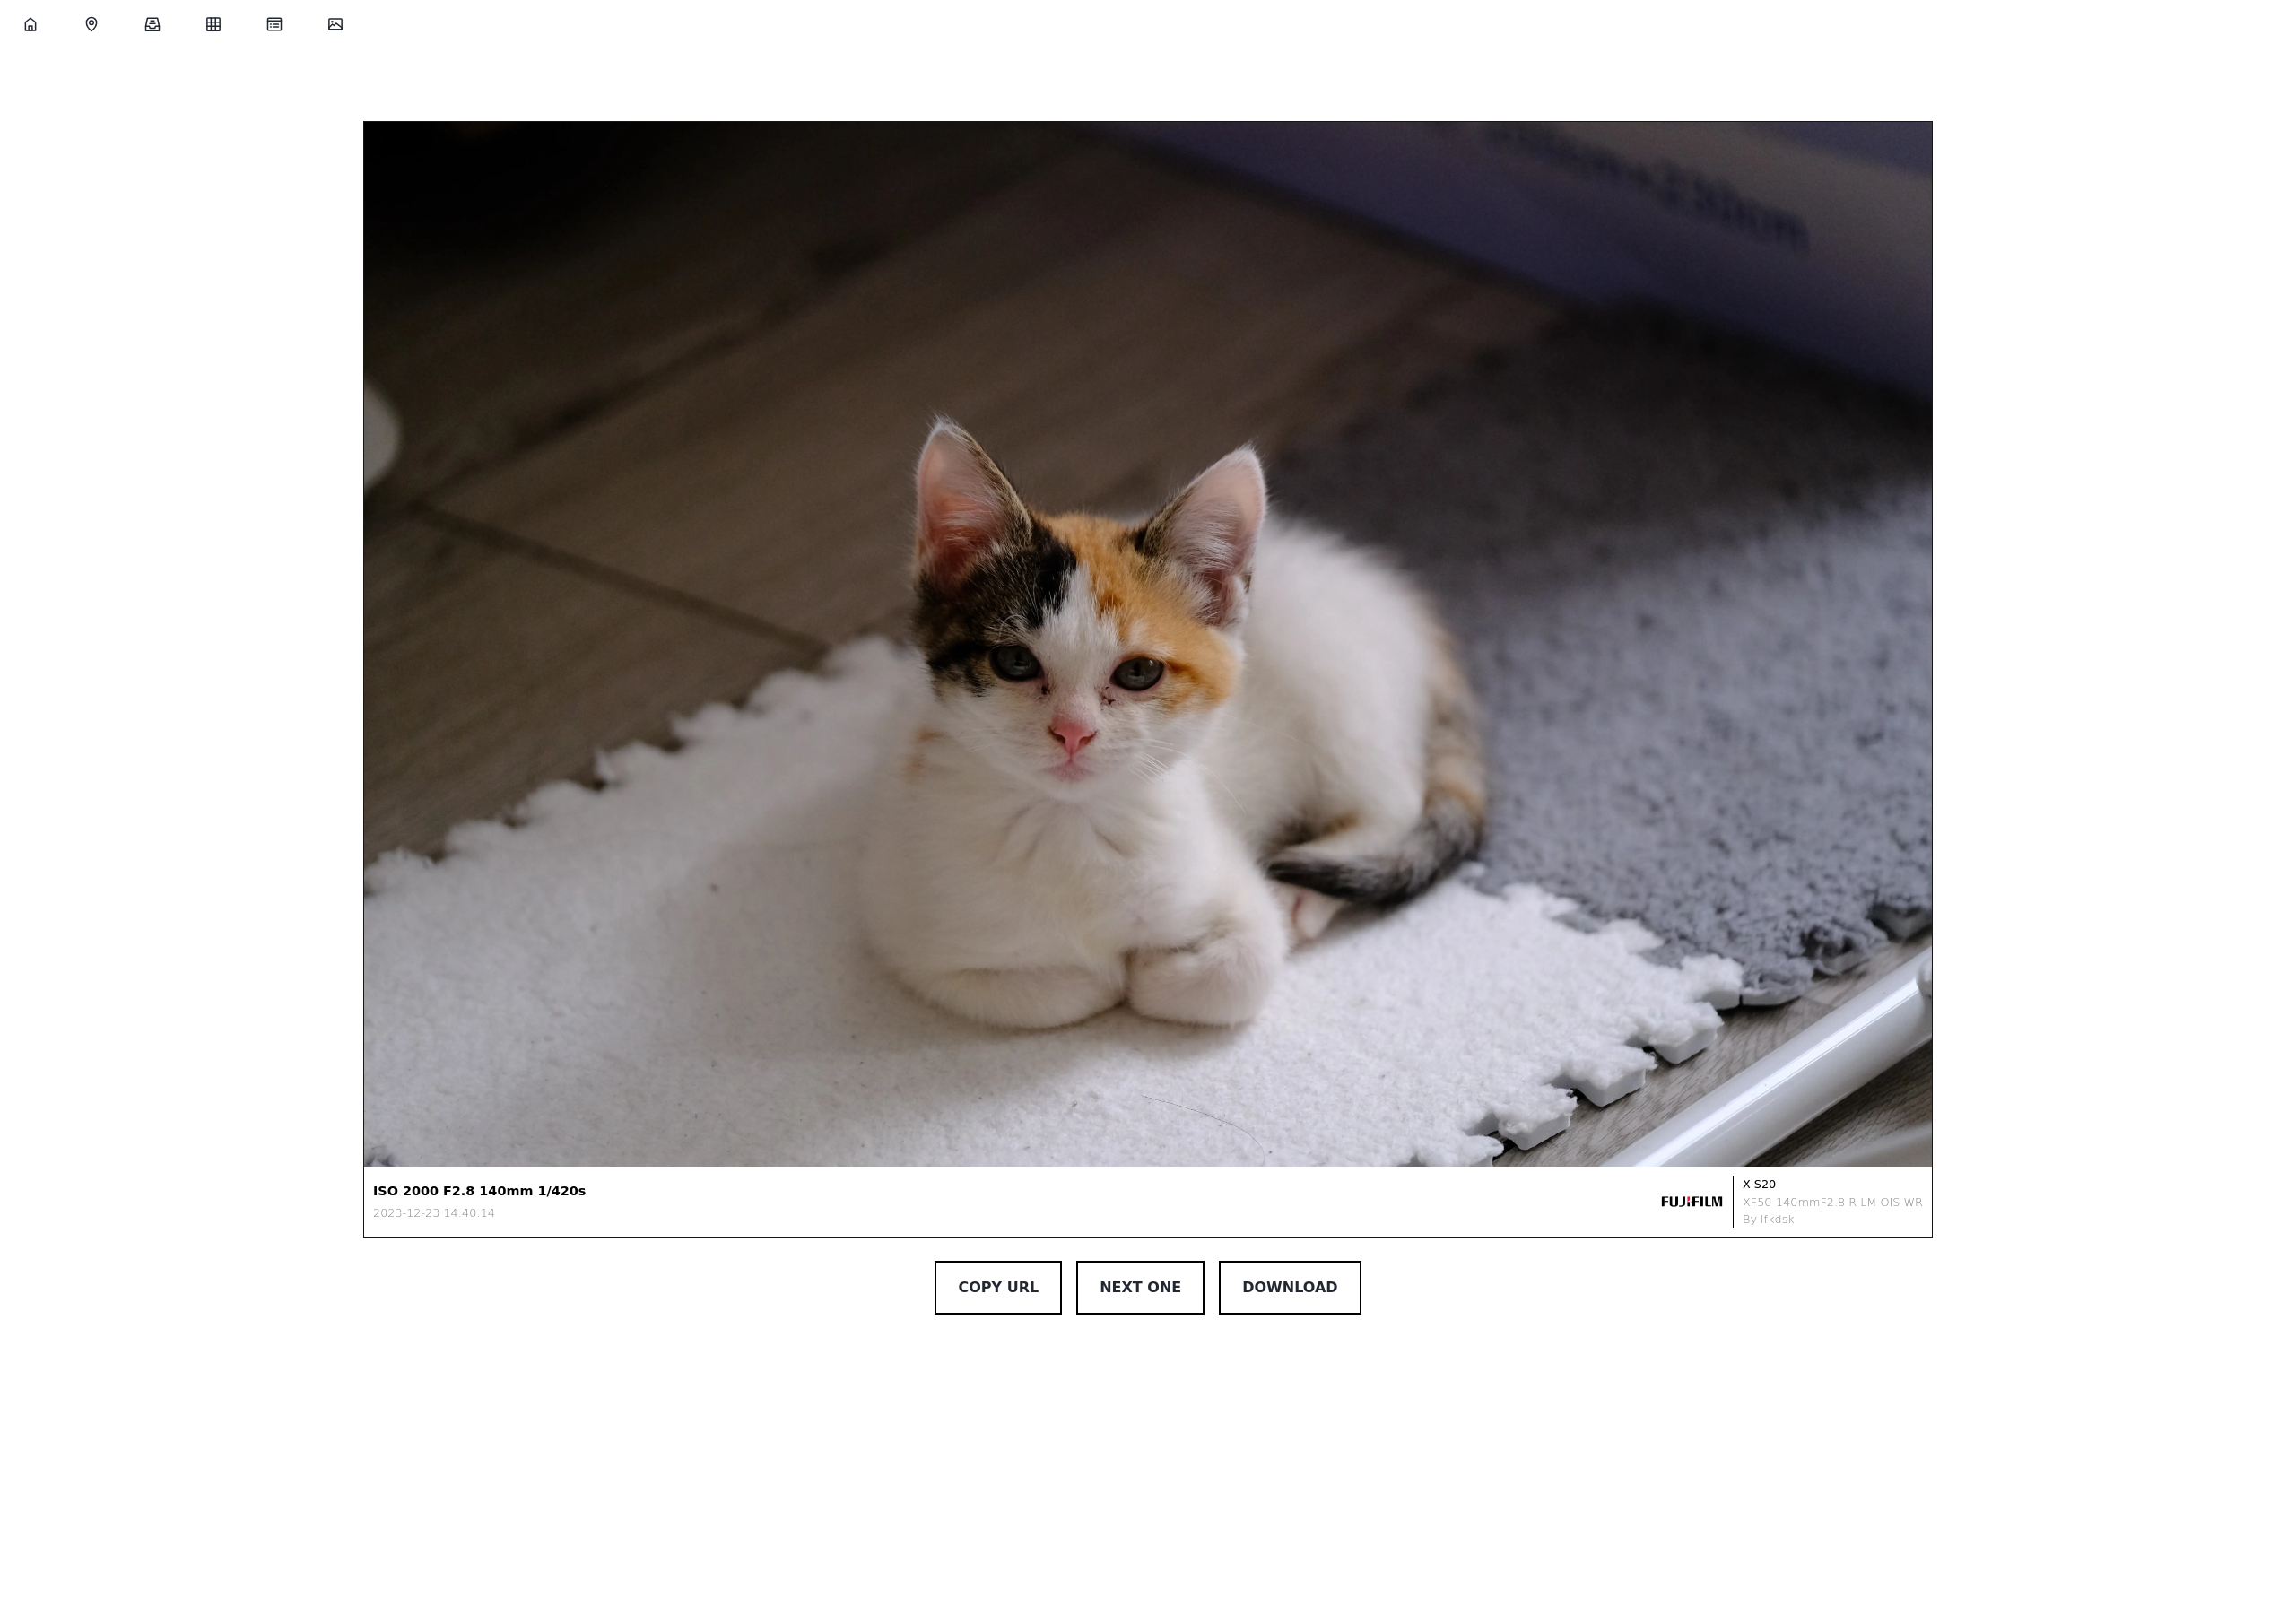 ISO 2000 F2.8 140mm 1/420s
2023-12-23 14:40:14
FUJIFILM
X-S20
XF50-140mmF2.8 R LM OIS WR
By lfkdsk
COPY URL
NEXT ONE
DOWNLOAD